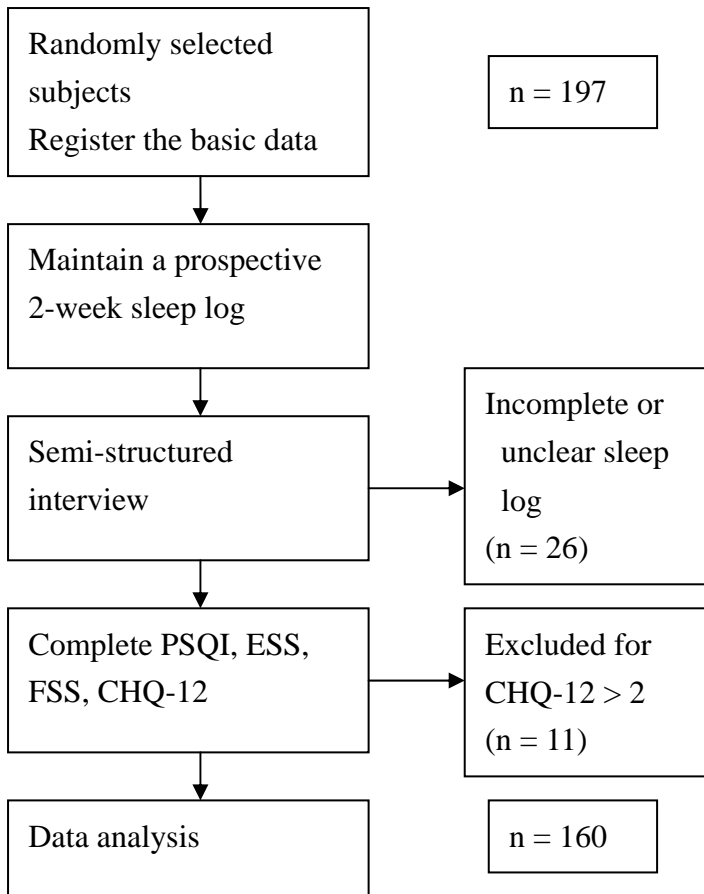 Randomly selected
subjects
Register the basic data
n = 197
Maintain a prospective
2-week sleep log
Semi-structured
interview
Incomplete or
unclear sleep
log
(n = 26)
Complete PSQI, ESS,
FSS, CHQ-12
Excluded for
CHQ-12 > 2
(n = 11)
Data analysis
n = 160